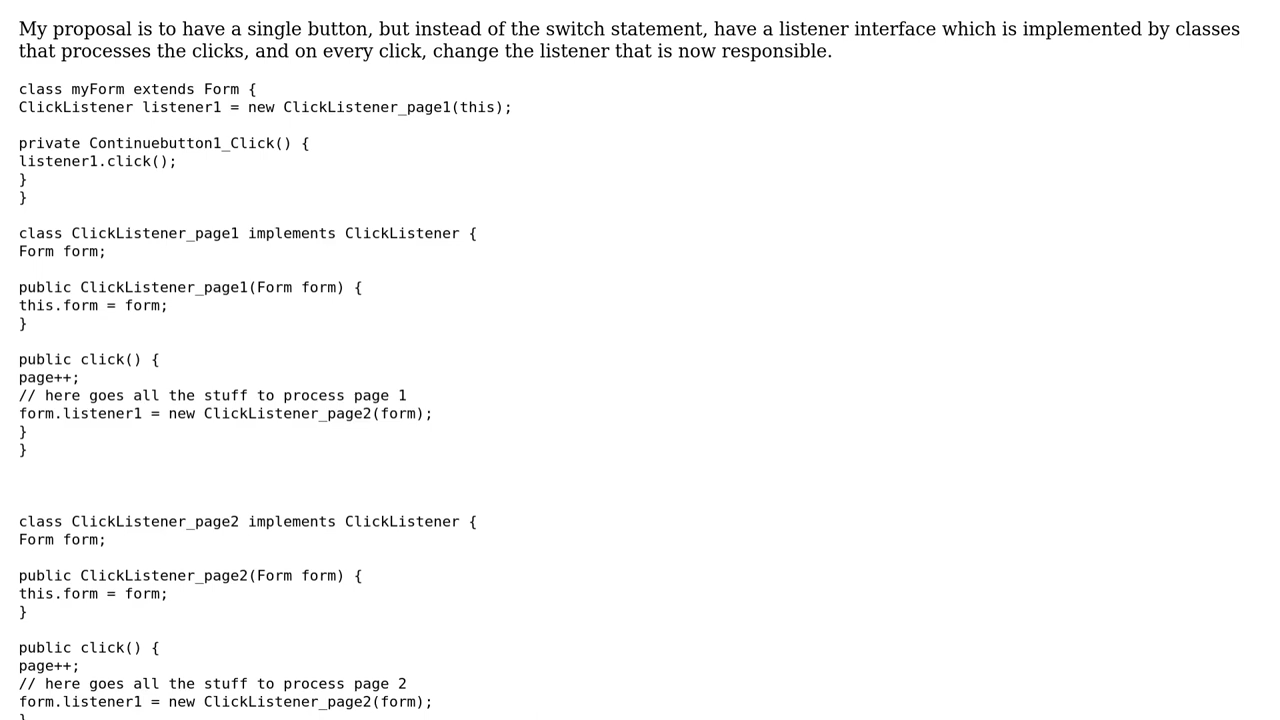 My proposal is to have a single button, but instead of the switch statement, have a listener interface which is implemented by classes
that processes the clicks, and on every click, change the listener that is now responsible.
class myForm extends Form {
ClickListener listener1 = new ClickListener_page1(this);
private Continuebutton1_Click() {
listener1.click();
}
}
class ClickListener_page1 implements ClickListener {
Form form;
public ClickListener_page1(Form form) {
this.form = form;
}
public click() {
page++;
// here goes all the stuff to process page 1
form.listener1 = new ClickListener_page2(form);
}
}
class ClickListener_page2 implements ClickListener {
Form form;
public ClickListener_page2(Form form) {
this.form = form;
}
public click() {
page++;
// here goes all the stuff to process page 2
form.listener1 = new ClickListener_page2(form);
}